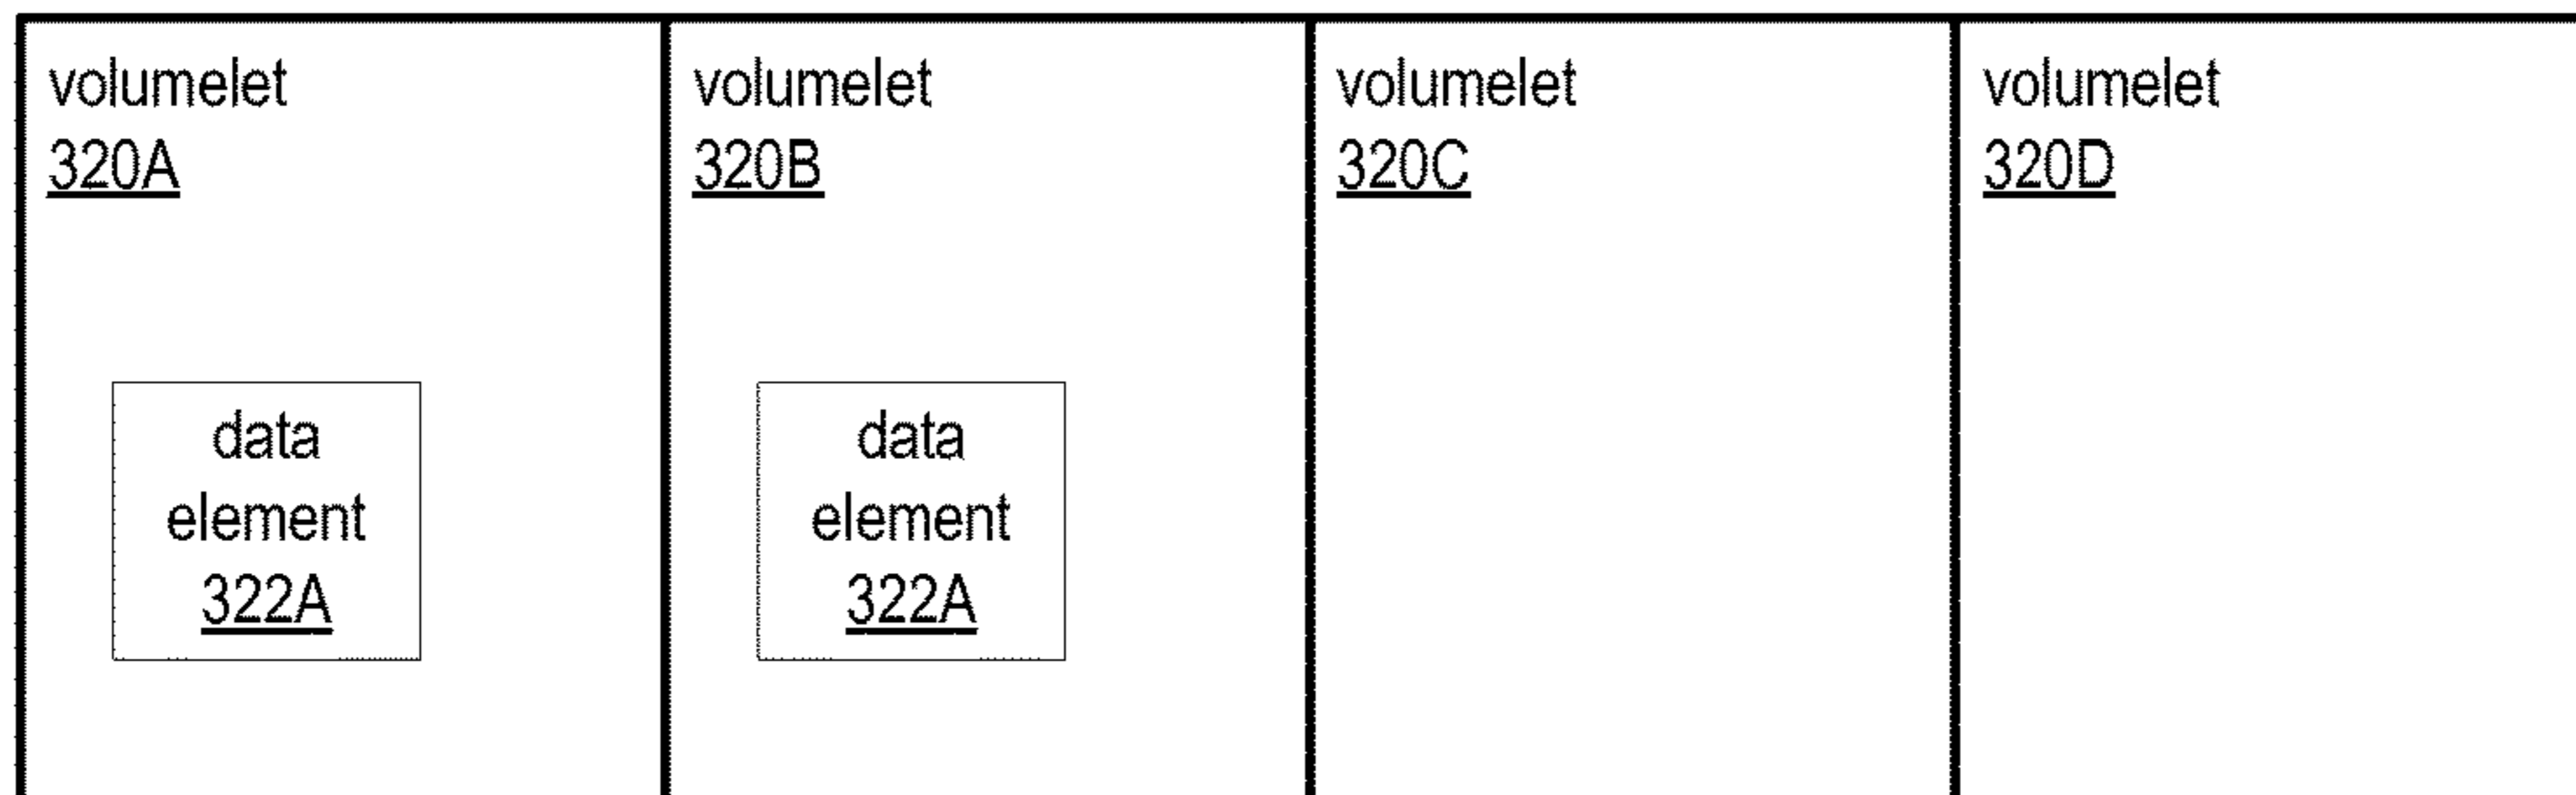 volumelet
320A
volumelet
320B
volumelet
320C
volumelet
320D
data
element
322A
data
element
322A